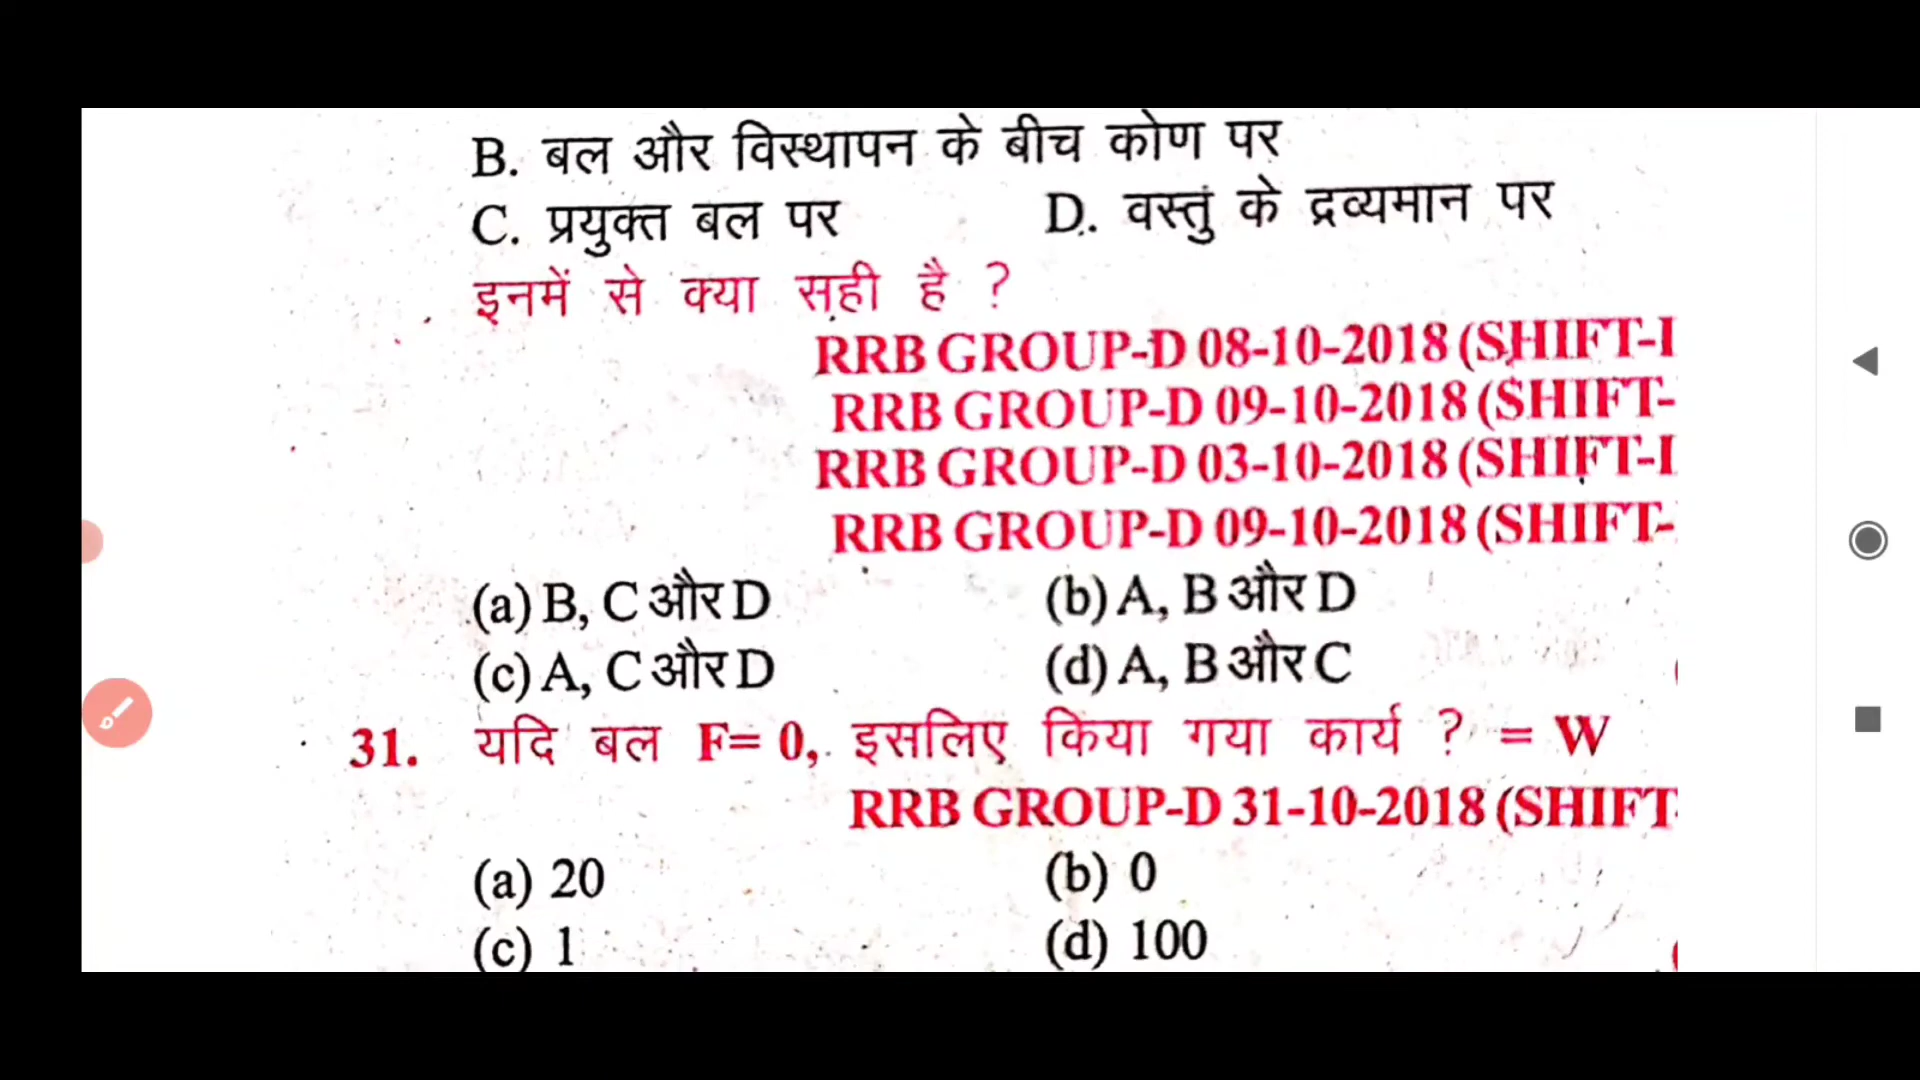 B. बल और विस्थापन के बीच कोण पर
C. प्रयुक्त बल पर D. वस्तु के द्रव्यमान पर
इनमें से क्या सही है ?
RRB GROUP-D 08-10-2018 (SHIFT-I
RRB GROUP-D 09-10-2018 (SHIFT-
RRB GROUP-D 03-10-2018 (SHIFT-I
RRB GROUP-D 09-10-2018 (SHIFT-
(a) B, C और D (b) A, B और D
(c) A, C और D (d) A, B और C
31. यदि बल F= 0, इसलिए किया गया कार्य ? = W
RRB GROUP-D 31-10-2018 (SHIFT
(a) 20 (b) 0
(c) 1 (d) 100